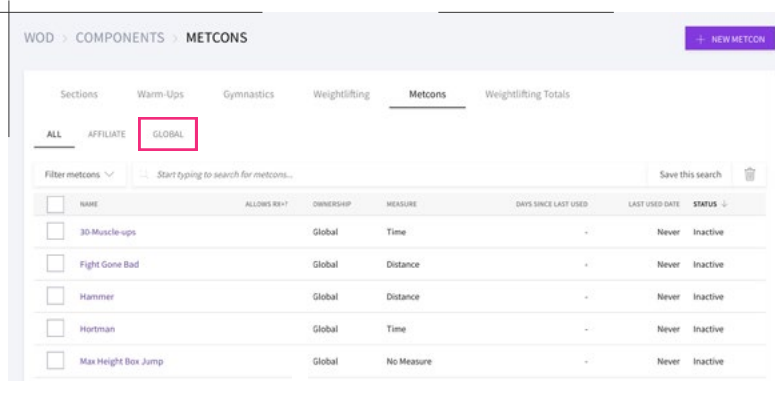 WOD > COMPONENTS > METCONS
+ NEW METCON
Sections Warm-Ups Gymnastics Weightlifting Metcons Weightlifting Totals
ALL AFFILIATE GLOBAL
Filter metcons Start typing to search for metcons... Save this search
NAME ALLOWS RX+? OWNERSHIP MEASURE DAYS SINCE LAST USED LAST USED DATE STATUS ↓
30-Muscle-ups Global Time - Never Inactive
Fight Gone Bad Global Distance - Never Inactive
Hammer Global Distance - Never Inactive
Hortman Global Time - Never Inactive
Max Height Box Jump Global No Measure - Never Inactive